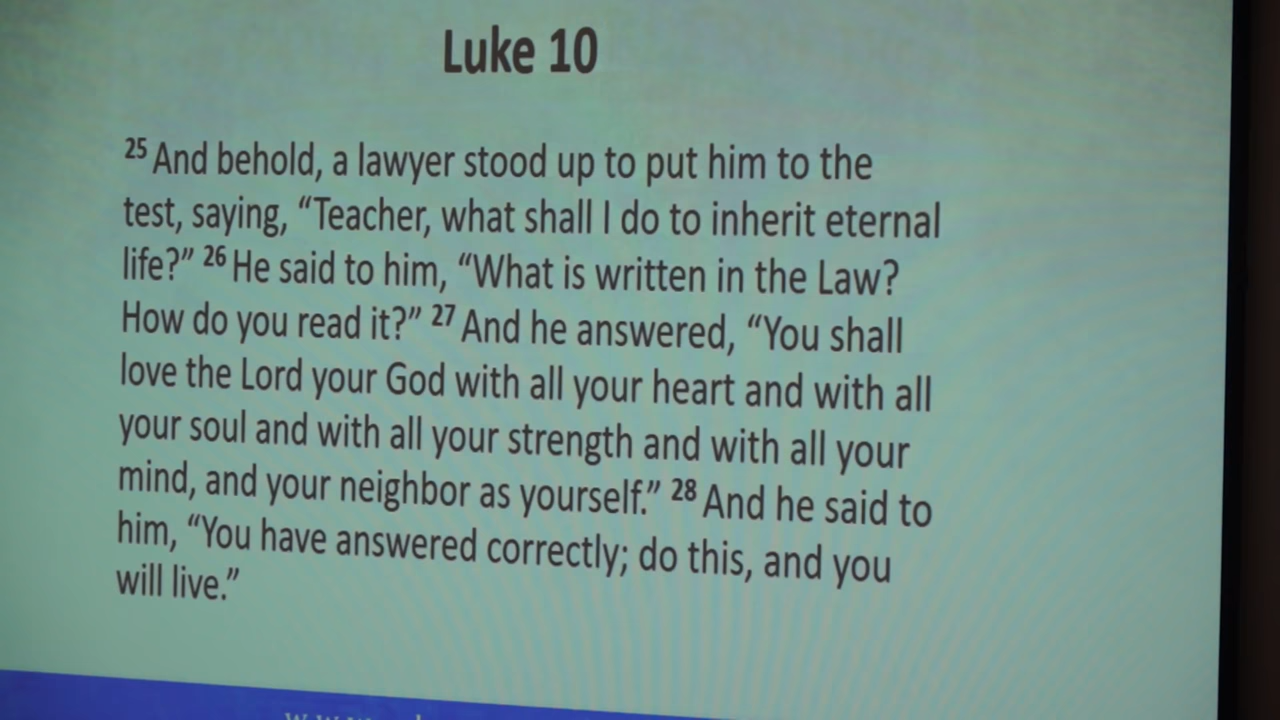 Luke 10
25 And behold, a lawyer stood up to put him to the
test, saying, “Teacher, what shall I do to inherit eternal
life?” 26 He said to him, “What is written in the Law?
How do you read it?” 27 And he answered, “You shall
love the Lord your God with all your heart and with all
your soul and with all your strength and with all your
mind, and your neighbor as yourself.” 28 And he said to
him, “You have answered correctly; do this, and you
will live.”